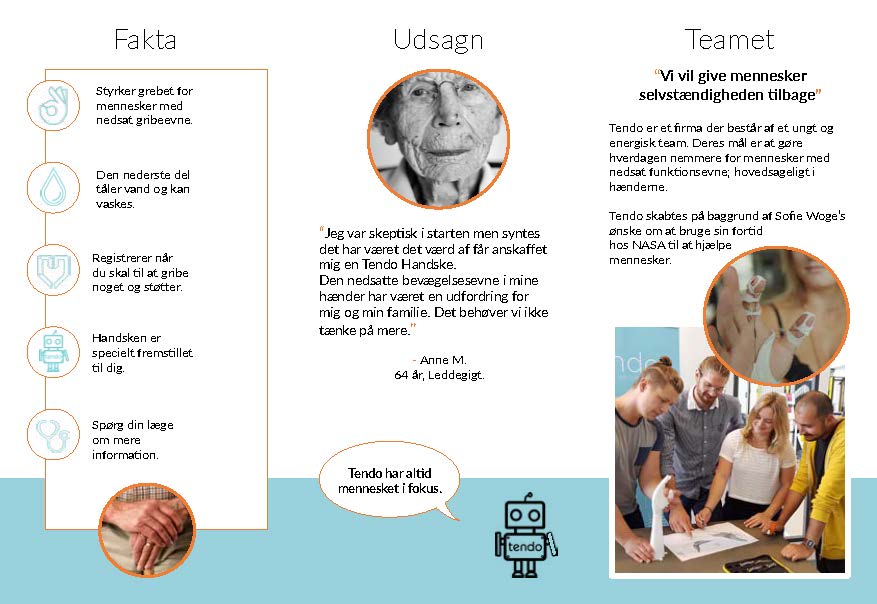 Fakta
Styrker grebet for
mennesker med
nedsat gribeevne.
Den nederste del
tåler vand og kan
vaskes.
Registrerer når
du skal til at gribe
noget og støtter.
tendo
Handsken er
specielt fremstillet
til dig.
Spørg din læge
om mere
information.
Udsagn
“Jeg var skeptisk i starten men syntes
det har været det værd af får anskaffet
mig en Tendo Handske.
Den nedsatte bevægelsesevne i mine
hænder har været en udfordring for
mig og min familie. Det behøver vi ikke
tænke på mere.”
- Anne M.
64 år, Leddegigt.
Tendo har altid
mennesket i fokus.
tendo
Teamet
“Vi vil give mennesker
selvstændigheden tilbage”
Tendo er et firma der består af et ungt og
energisk team. Deres mål er at gøre
hverdagen nemmere for mennesker med
nedsat funktionsevne; hovedsageligt i
hænderne.
Tendo skabtes på baggrund af Sofie Woge's
ønske om at bruge sin fortid
hos NASA til at hjælpe
mennesker.
ndo